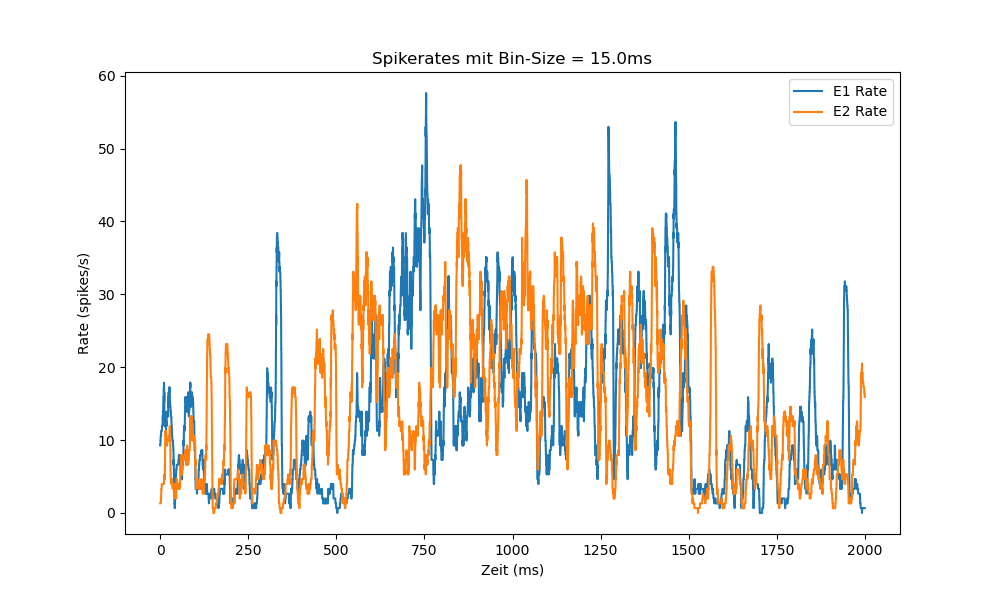 Spikerates mit Bin-Size = 15.0ms
E1 Rate
E2 Rate
60
50
40
30
20
10
0
Rate (spikes/s)
0 250 500 750 1000 1250 1500 1750 2000
Zeit (ms)